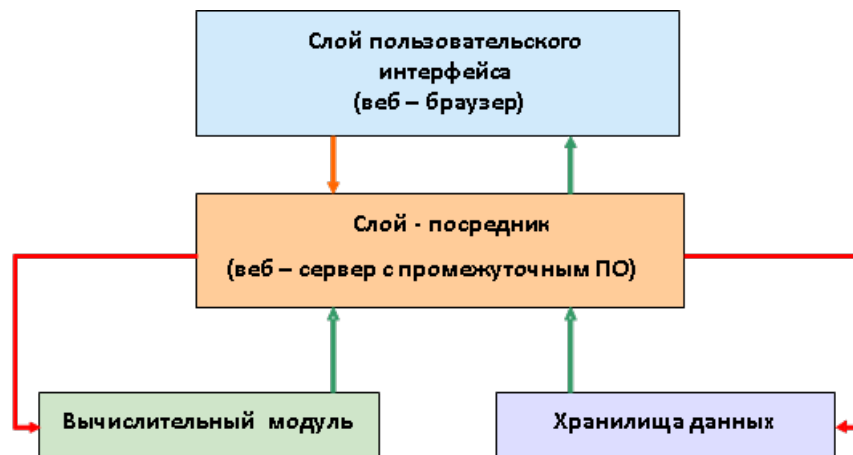 Слой пользовательского
интерфейса
(веб – браузер)
Слой - посредник
(веб – сервер с промежуточным ПО)
Вычислительный модуль
Хранилища данных